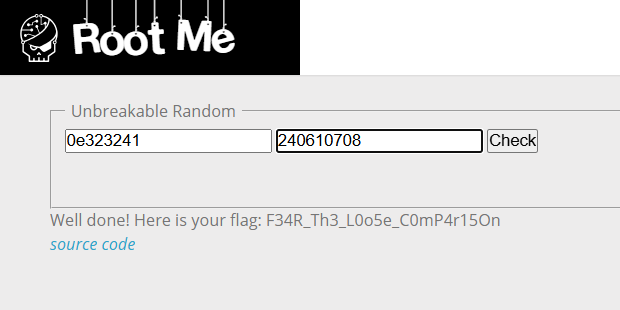 Root Me
Unbreakable Random
0e323241 240610708 Check
Well done! Here is your flag: F34R_Th3_L0o5e_C0mP4r15On
source code